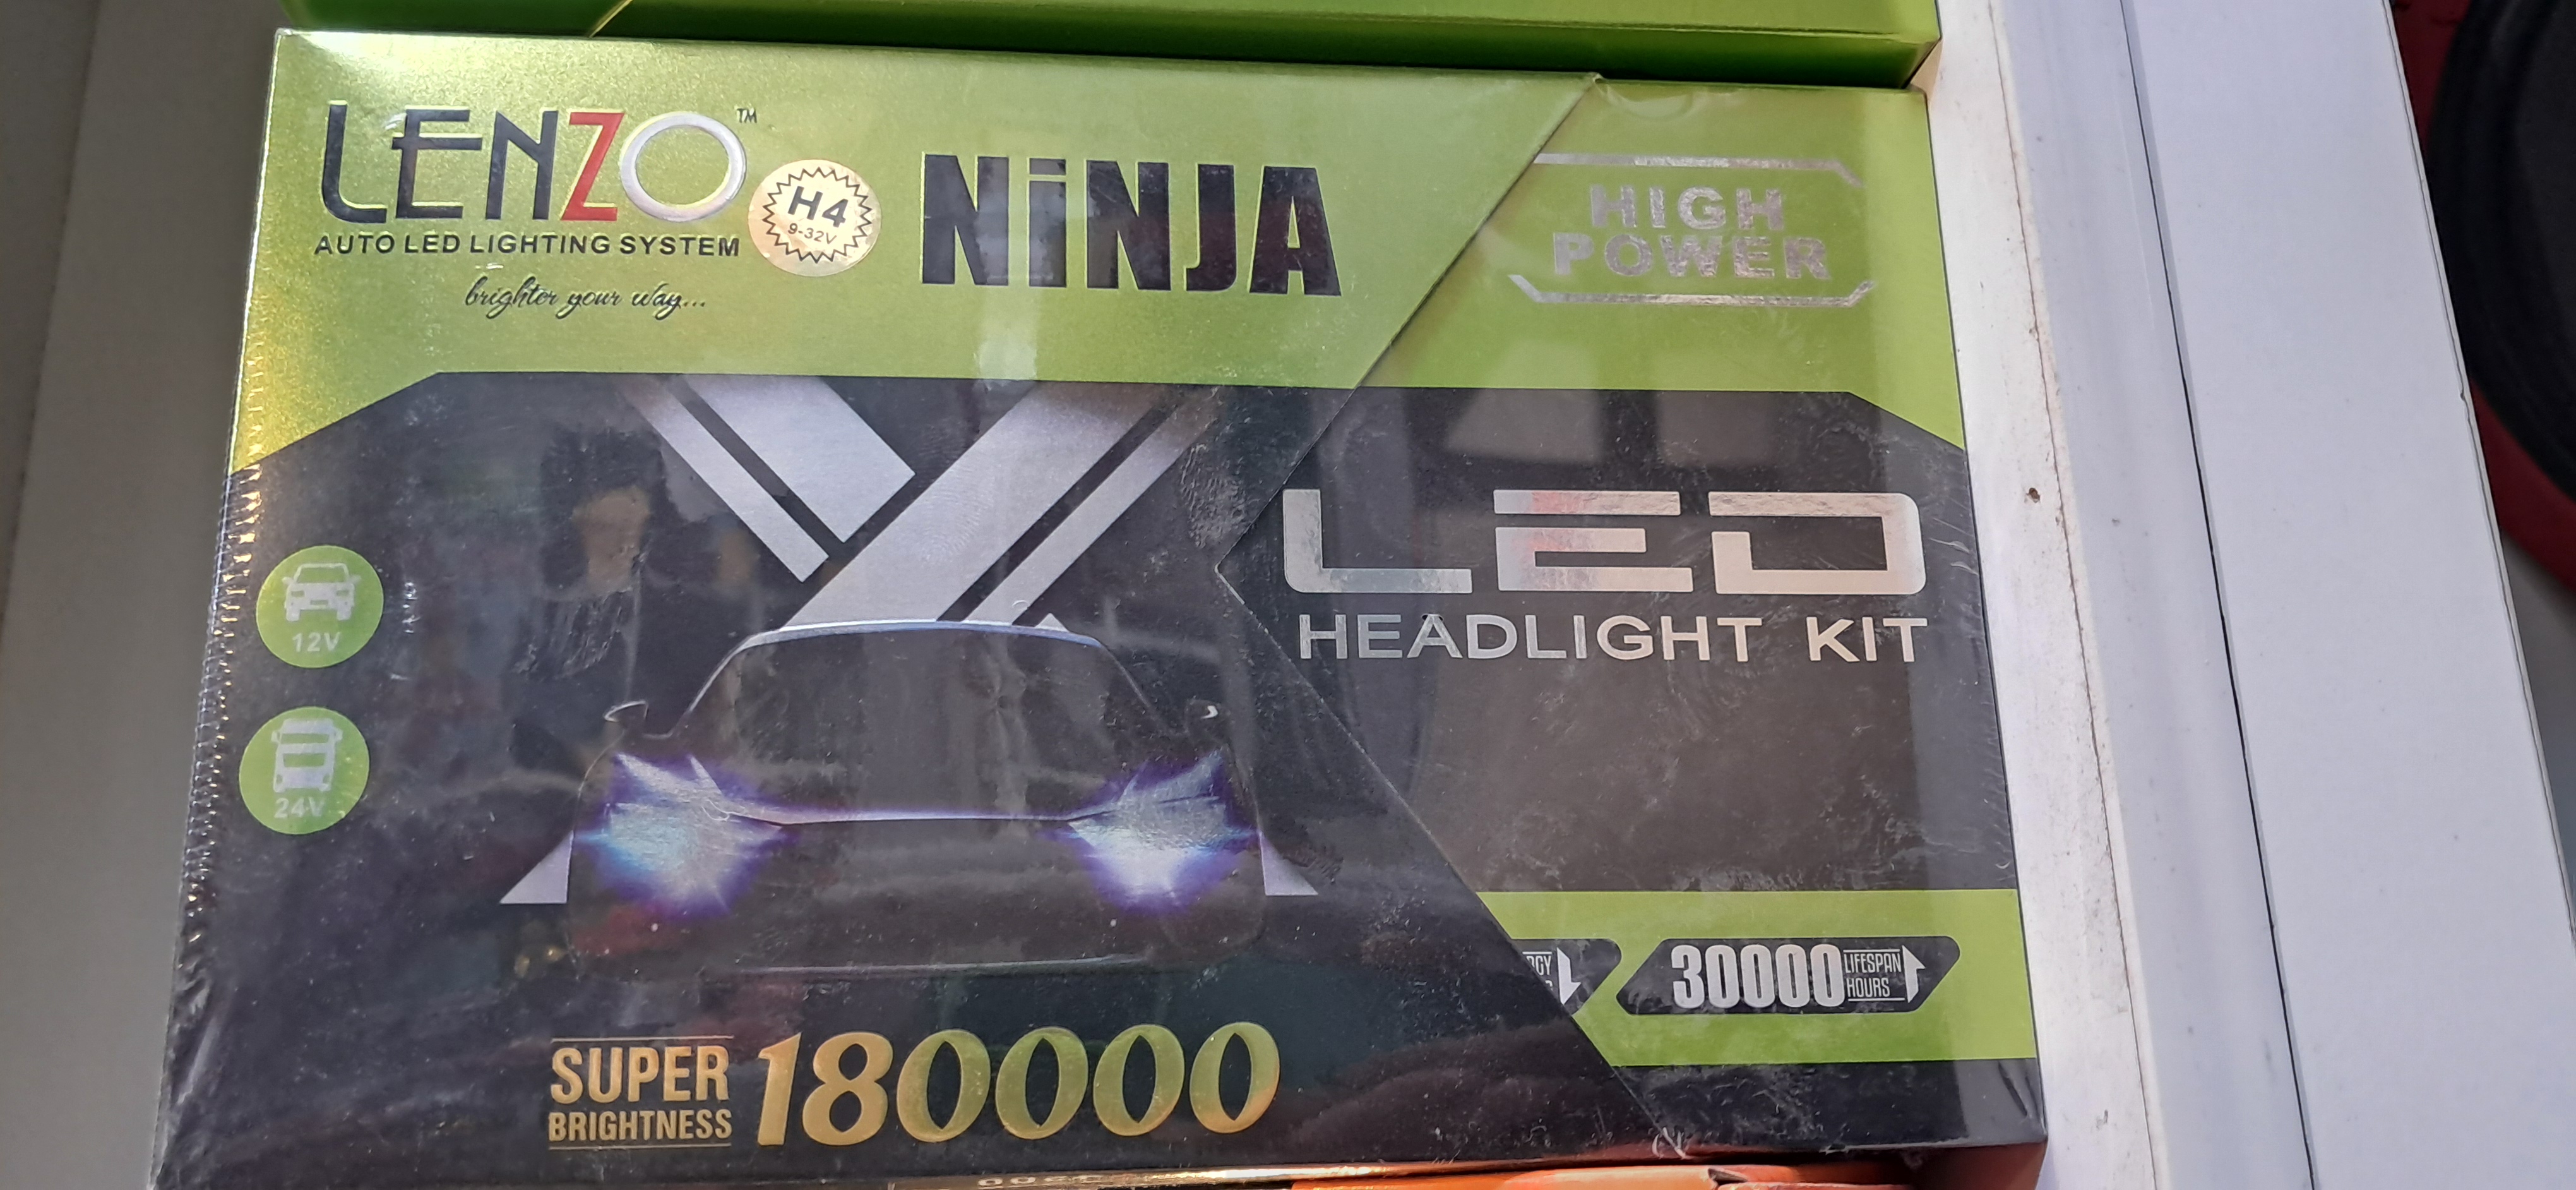 LENZO™
AUTO LED LIGHTING SYSTEM
brighter your way...
H4
9-32V
NiNJA
HIGH
POWER
LED
HEADLIGHT KIT
12V
24V
30000 LIFESPAN
HOURS
SUPER
BRIGHTNESS
180000